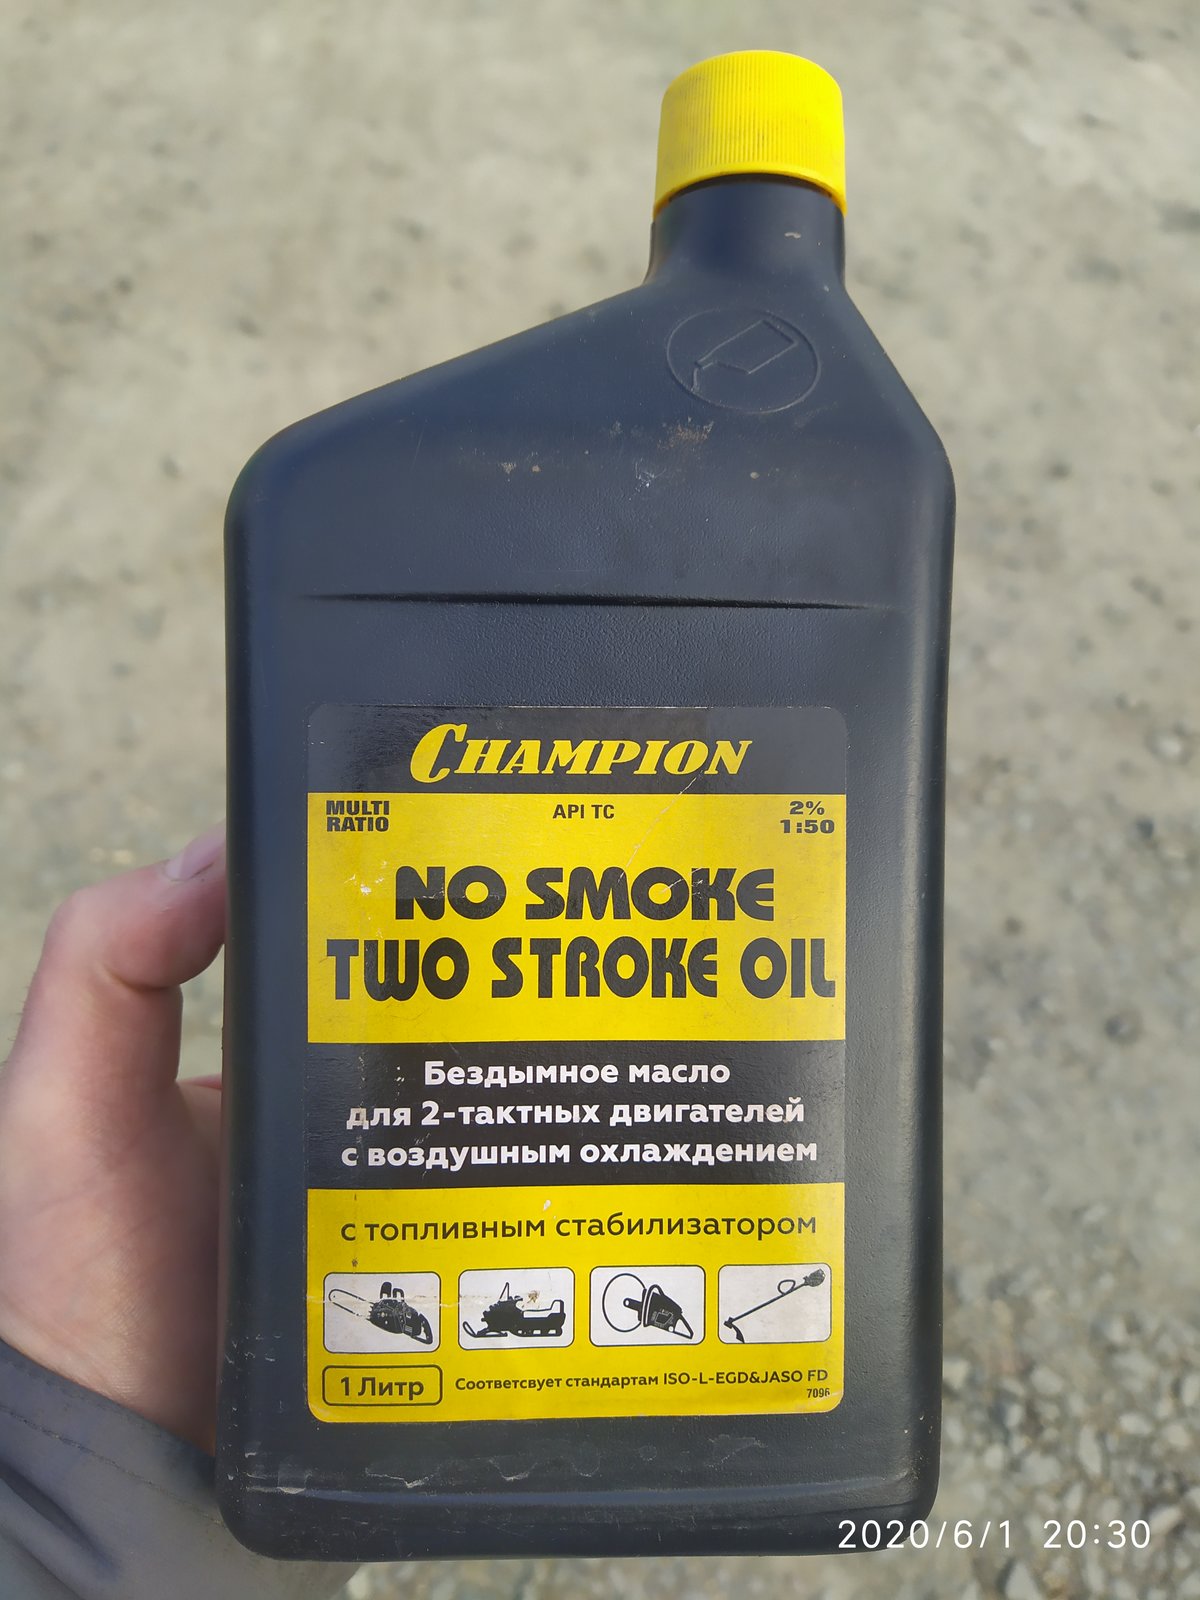 CHAMPION
MULTI RATIO
API TC
2% 1:50
NO SMOKE
TWO STROKE OIL
Бездымное масло
для 2-тактных двигателей
с воздушным охлаждением
с топливным стабилизатором
1 Литр
Соответсвует стандартам ISO-L-EGD&JASO FD
7096
2020/6/1 20:30